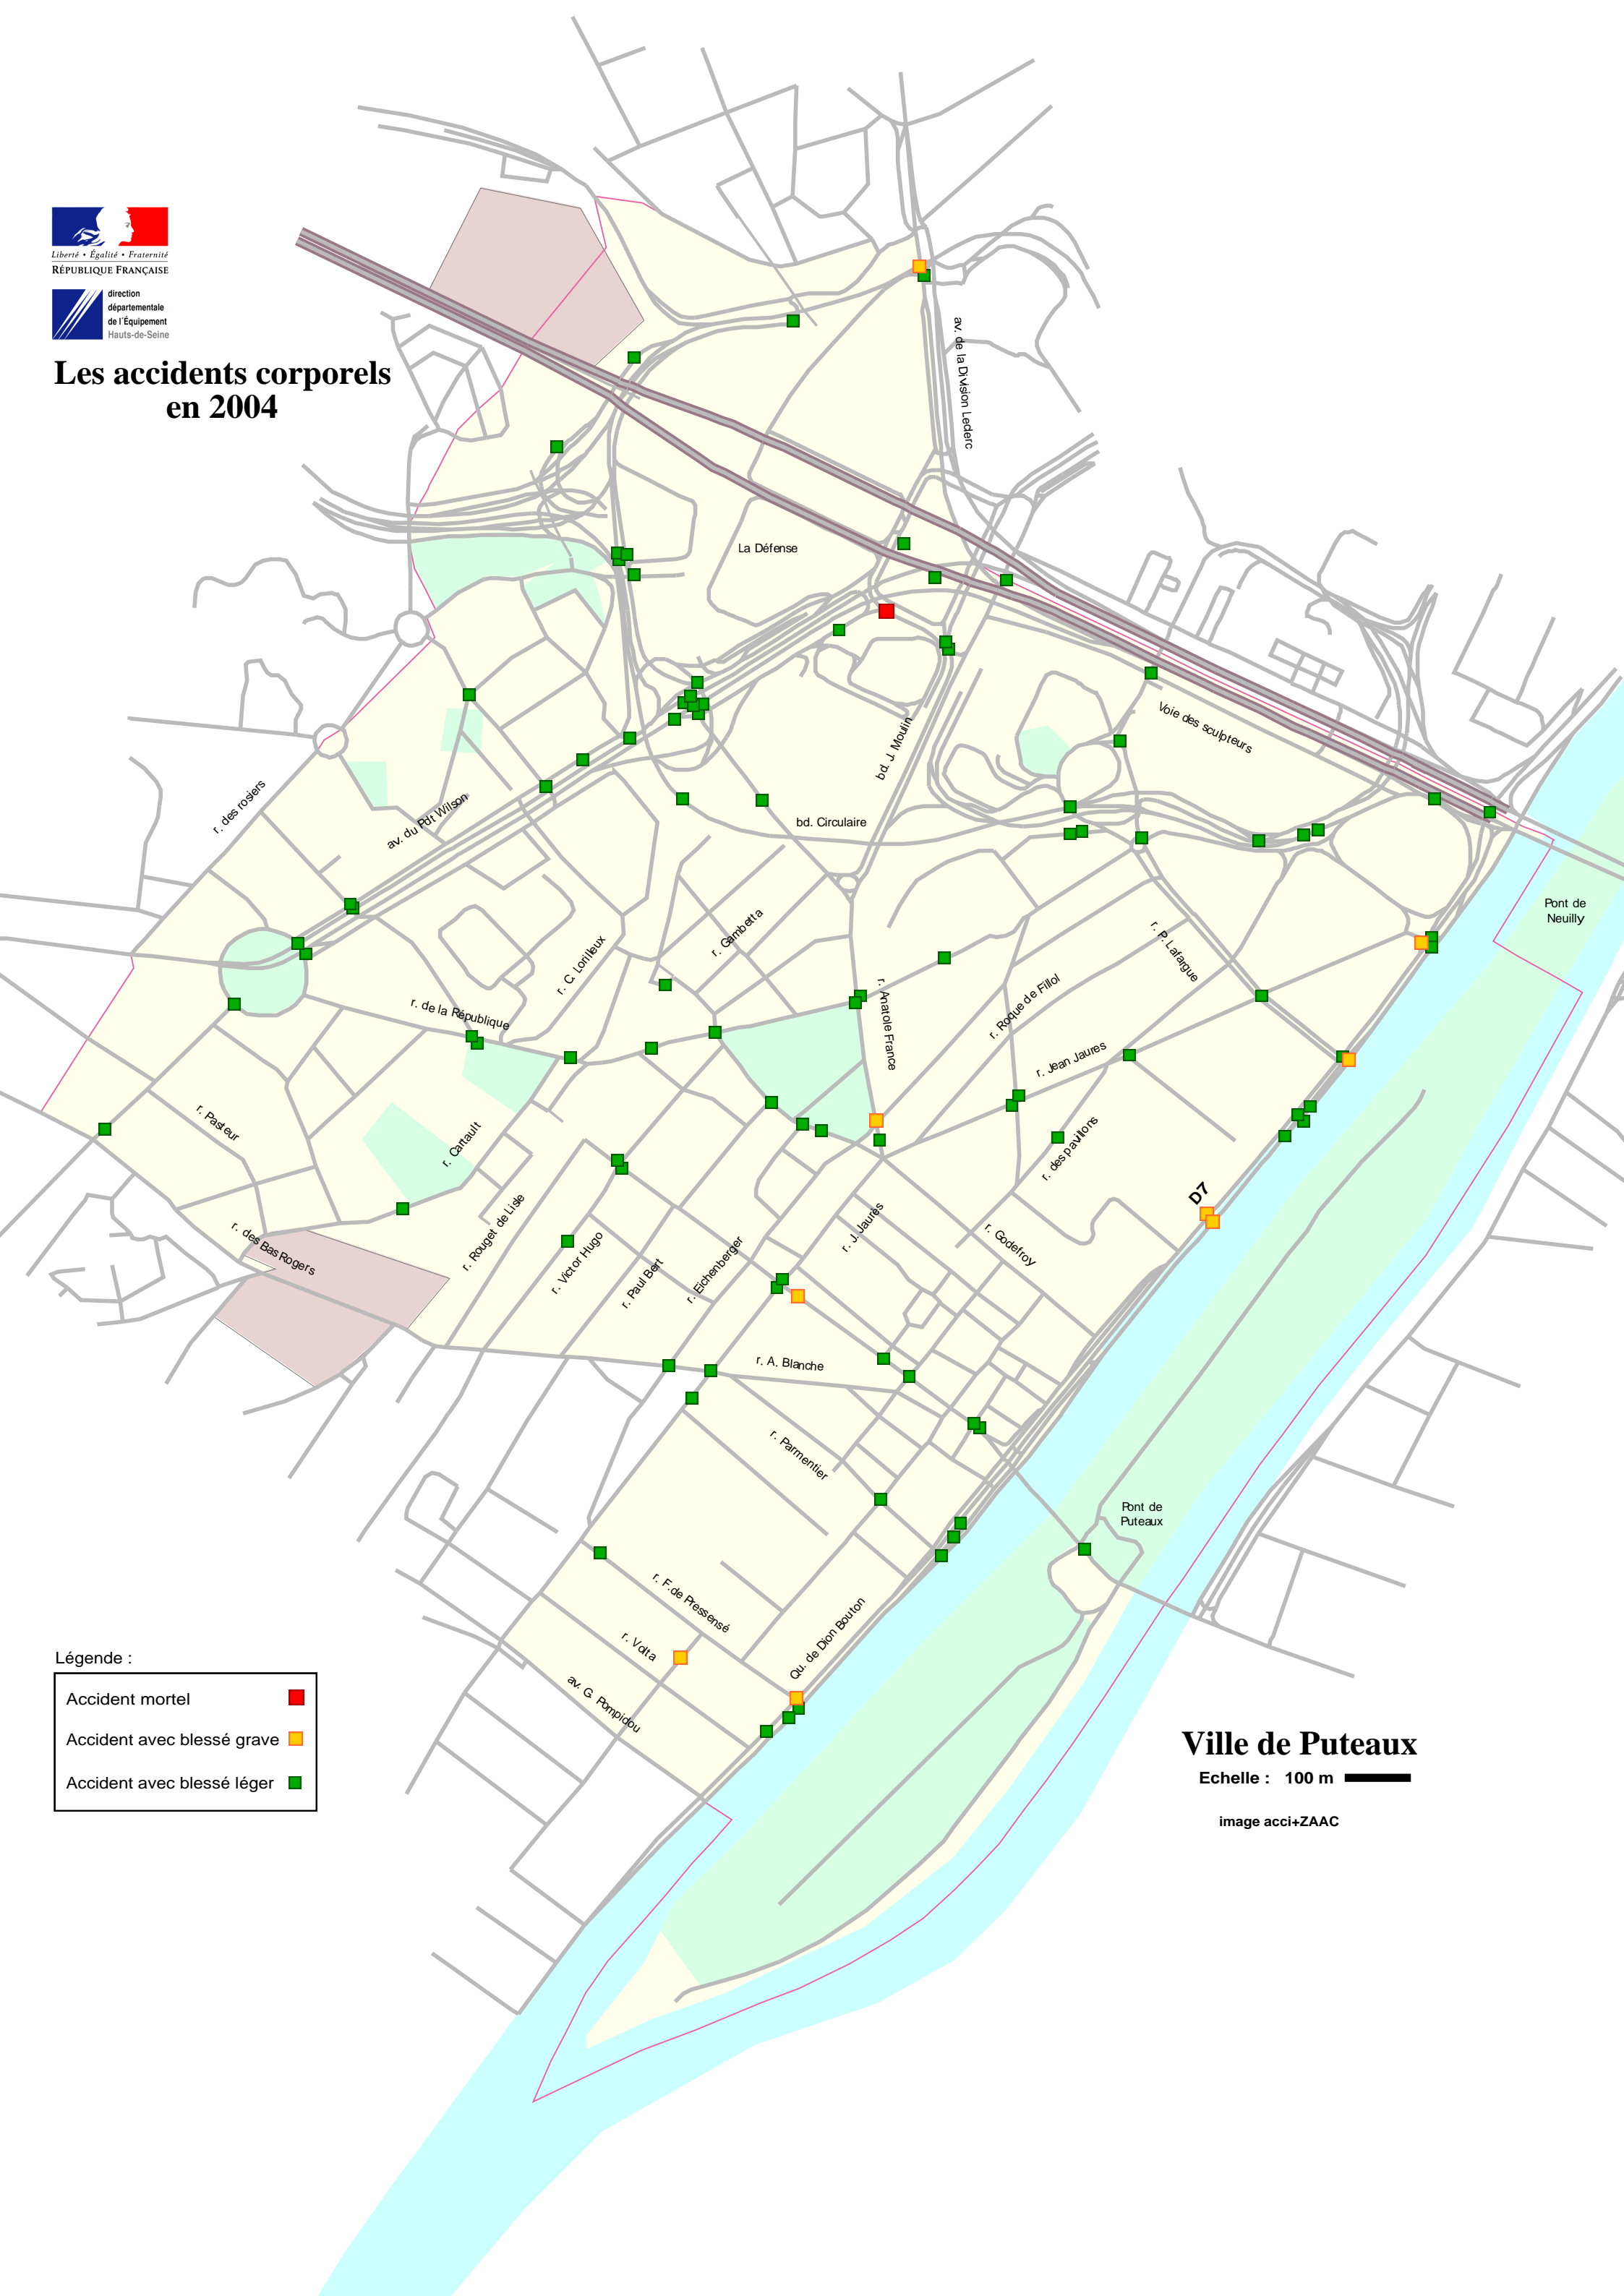 Liberté • Égalité • Fraternité
RÉPUBLIQUE FRANÇAISE
direction
départementale
de l'Équipement
Hauts-de-Seine
Les accidents corporels
en 2004
av. de la Division Leclerc
La Défense
Voie des sculpteurs
bd. J. Moulin
r. des rosiers
av. du Pdt Wilson
bd. Circulaire
Pont de
Neuilly
r. Gambetta
r. P. Lafargue
r. C. Lorilleux
r. de la République
r. Anatole France
r. Roque de Fillol
r. Jean Jaures
r. Pasteur
r. Cartault
r. des pavillons
D7
r. des Bas Rogers
r. Rouget de Lisle
r. Victor Hugo
r. Paul Bert
r. Eichenberger
r. J. Jaures
r. Godefroy
r. A. Blanche
r. Parmentier
Pont de
Puteaux
r. F.de Pressensé
r. Volta
Qu. de Dion Bouton
av. G. Pompidou
Légende :
Accident mortel
Accident avec blessé grave
Accident avec blessé léger
Ville de Puteaux
Echelle : 100 m
image acci+ZAAC